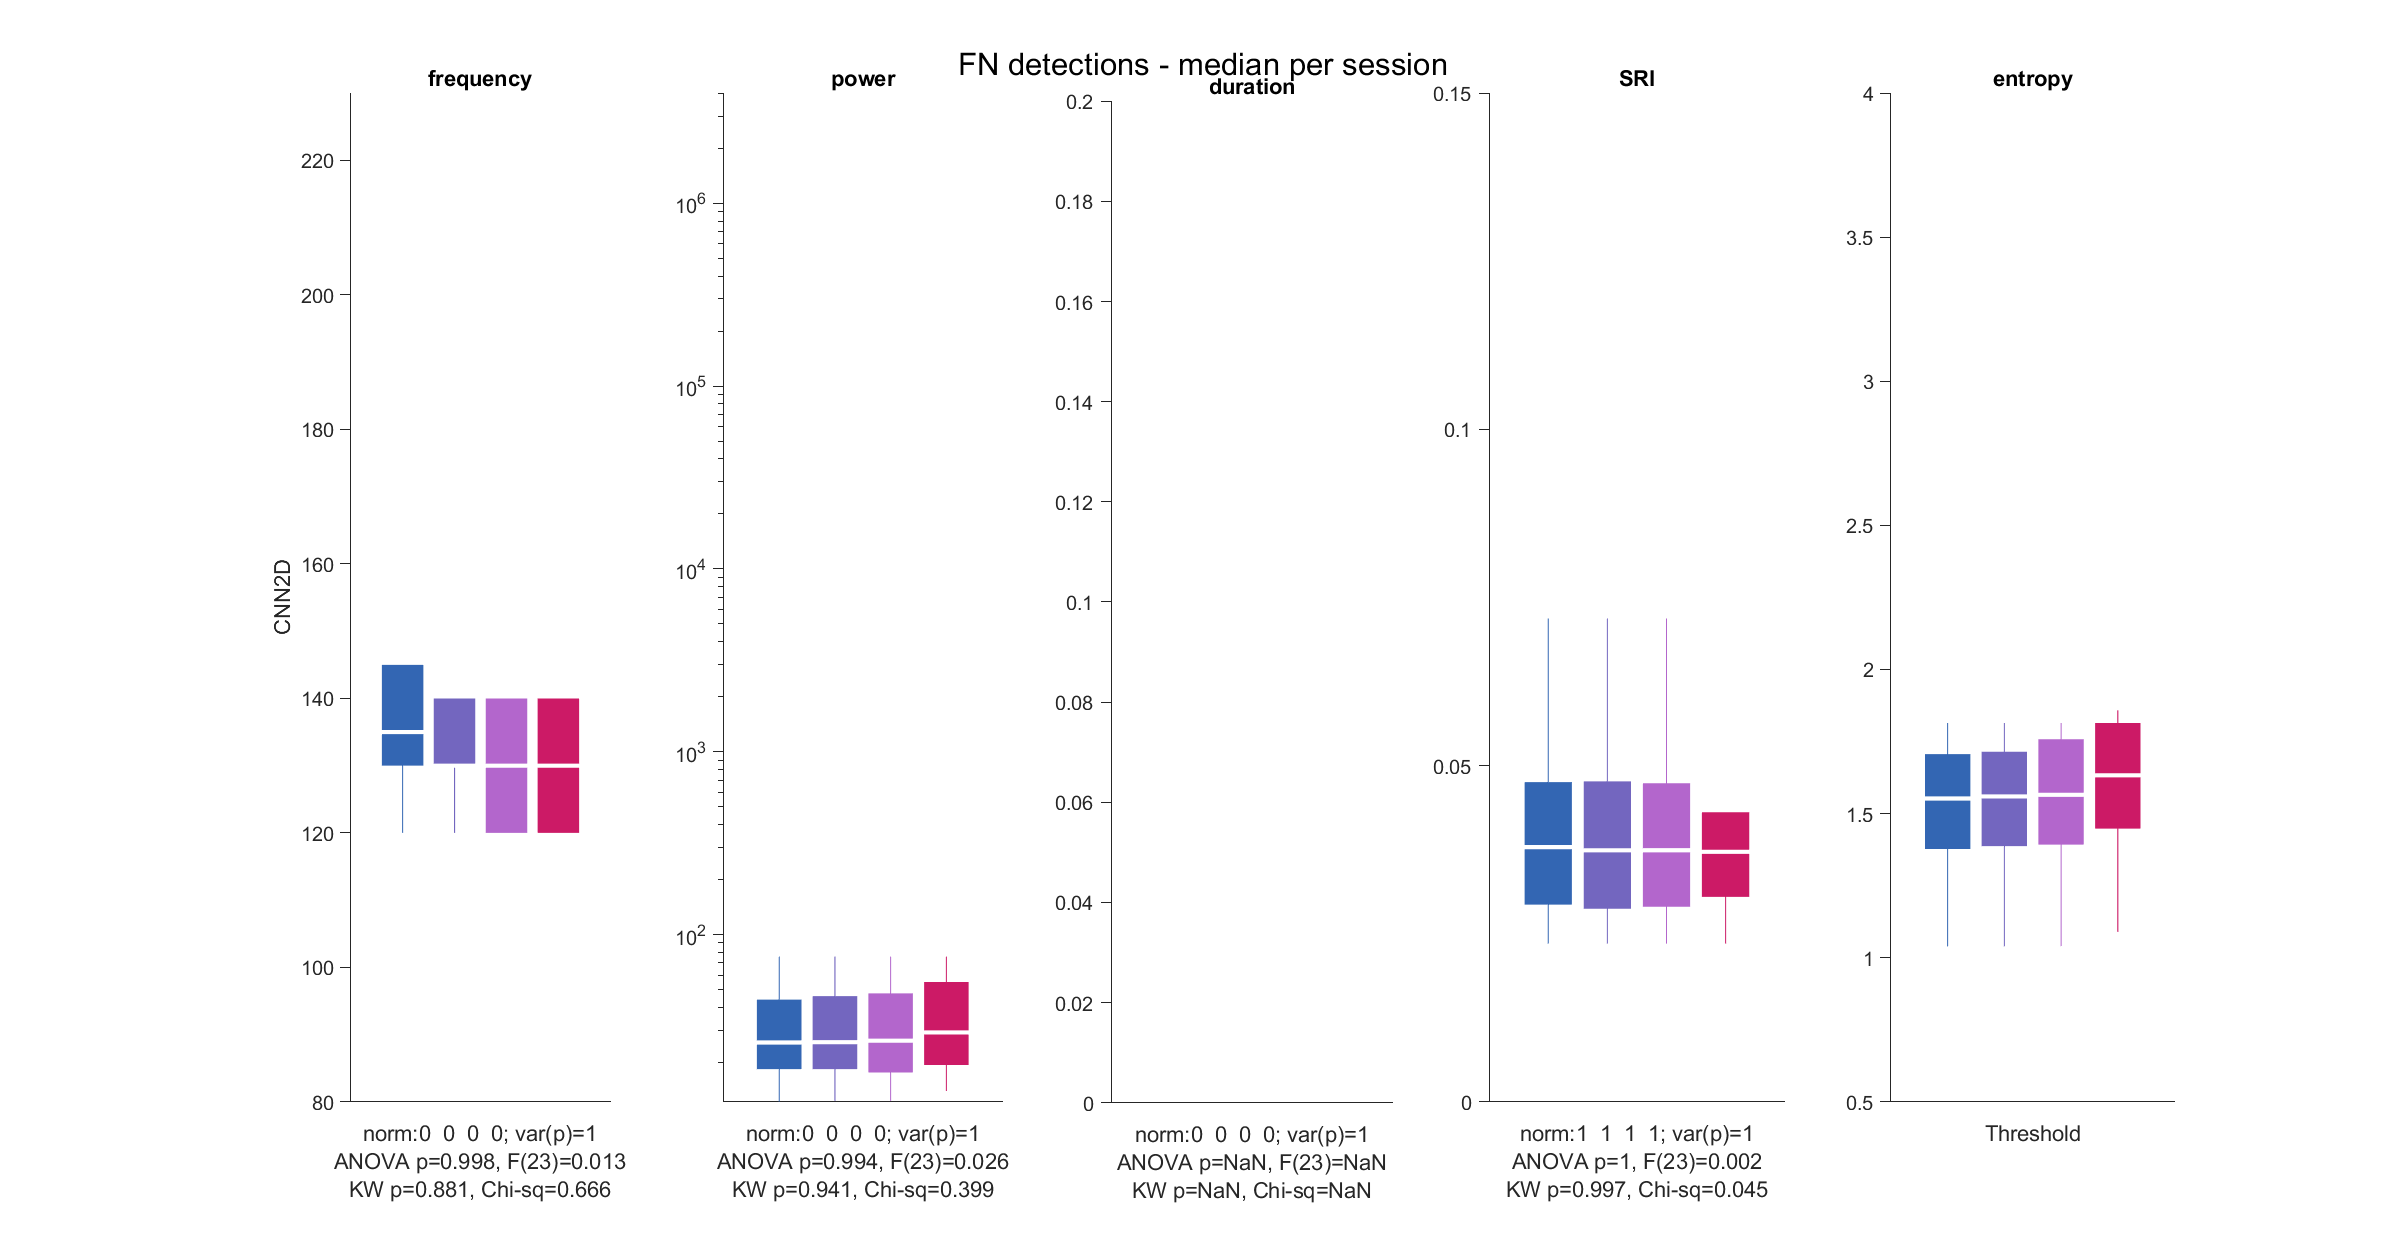 FN detections - median per session
frequency
220
200
180
160
140
120
100
80
CNN2D
norm:0 0 0 0; var(p)=1
ANOVA p=0.998, F(23)=0.013
KW p=0.881, Chi-sq=0.666
power
10^6
10^5
10^4
10^3
10^2
norm:0 0 0 0; var(p)=1
ANOVA p=0.994, F(23)=0.026
KW p=0.941, Chi-sq=0.399
duration
0.2
0.18
0.16
0.14
0.12
0.1
0.08
0.06
0.04
0.02
0
norm:0 0 0 0; var(p)=1
ANOVA p=NaN, F(23)=NaN
KW p=NaN, Chi-sq=NaN
SRI
0.15
0.1
0.05
0
norm:1 1 1 1; var(p)=1
ANOVA p=1, F(23)=0.002
KW p=0.997, Chi-sq=0.045
entropy
4
3.5
3
2.5
2
1.5
1
0.5
Threshold